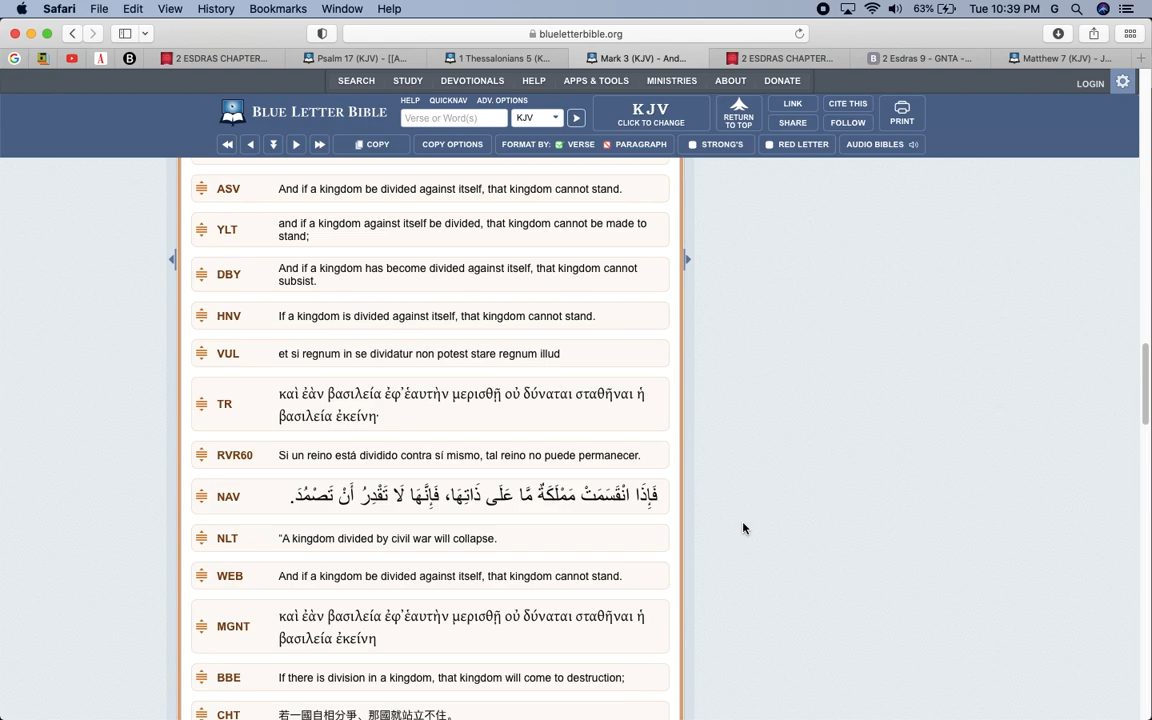 Safari File Edit View History Bookmarks Window Help 63% Tue 10:39 PM G
blueletterbible.org
2 ESDRAS CHAPTER... Psalm 17 (KJV) - [[A... 1 Thessalonians 5 (K... Mark 3 (KJV) - And... 2 ESDRAS CHAPTER... 2 Esdras 9 - GNTA -... Matthew 7 (KJV) - J...
SEARCH STUDY DEVOTIONALS HELP APPS & TOOLS MINISTRIES ABOUT DONATE LOGIN
BLUE LETTER BIBLE
HELP QUICKNAV ADV. OPTIONS
Verse or Word(s) KJV
KJV
CLICK TO CHANGE
RETURN
TO TOP
LINK CITE THIS
SHARE FOLLOW
PRINT
COPY COPY OPTIONS FORMAT BY: VERSE PARAGRAPH STRONG'S RED LETTER AUDIO BIBLES
ASV And if a kingdom be divided against itself, that kingdom cannot stand.
YLT and if a kingdom against itself be divided, that kingdom cannot be made to
stand;
DBY And if a kingdom has become divided against itself, that kingdom cannot
subsist.
HNV If a kingdom is divided against itself, that kingdom cannot stand.
VUL et si regnum in se dividatur non potest stare regnum illud
TR καὶ ἐὰν βασιλεία ἐφ᾽ἑαυτὴν μερισθῇ οὐ δύναται σταθῆναι ἡ
βασιλεία ἐκείνη·
RVR60 Si un reino está dividido contra sí mismo, tal reino no puede permanecer.
NAV فَإِذَا انْقَسَمَتْ مَمْلَكَةٌ مَّا عَلَى ذَاتِهَا، فَإِنَّهَا لَا تَقْدِرُ أَنْ تَصْمُدَ.
NLT “A kingdom divided by civil war will collapse.
WEB And if a kingdom be divided against itself, that kingdom cannot stand.
MGNT καὶ ἐὰν βασιλεία ἐφ᾽ἑαυτὴν μερισθῇ οὐ δύναται σταθῆναι ἡ
βασιλεία ἐκείνη
BBE If there is division in a kingdom, that kingdom will come to destruction;
CHT 若一國自相分爭、那國就站立不住。